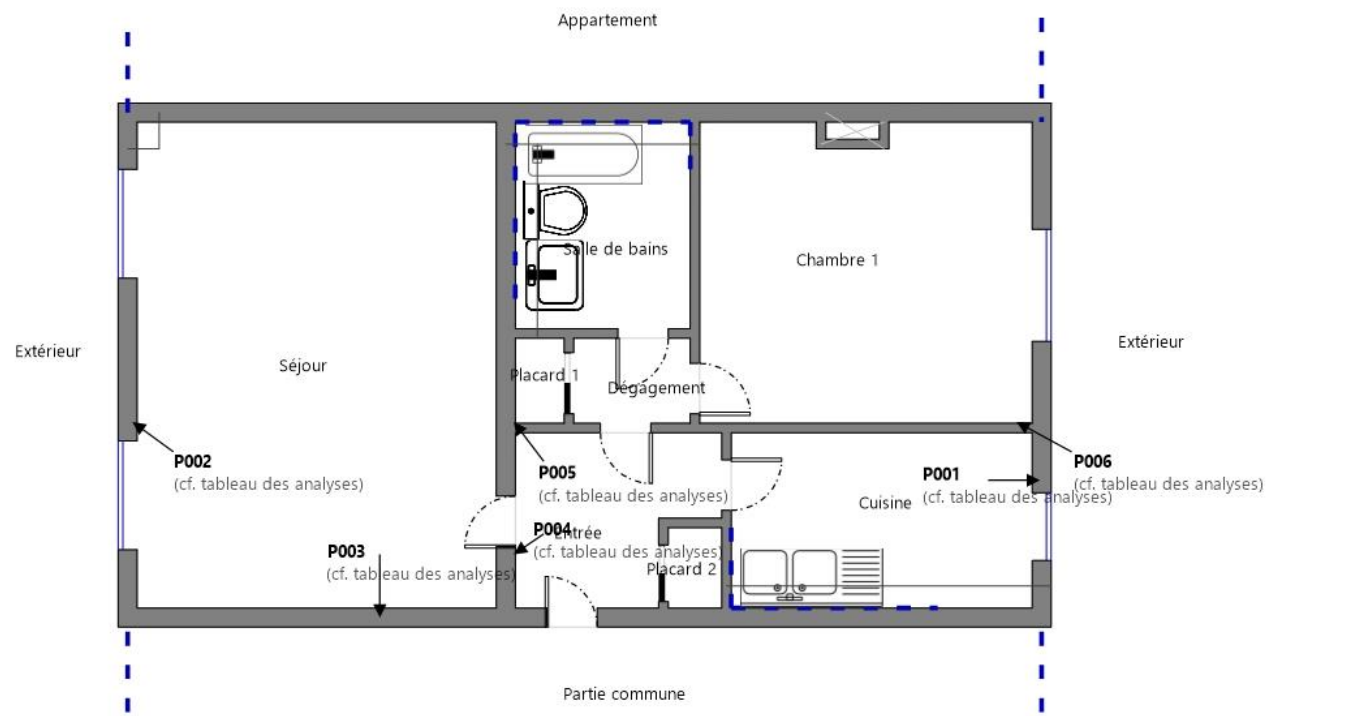 Appartement
Salle de bains
Chambre 1
Extérieur
Extérieur
Séjour
Placard 1
Dégagement
P002
(cf. tableau des analyses)
P005
(cf. tableau des analyses)
P001
(cf. tableau des analyses)
P006
(cf. tableau des analyses)
Cuisine
P004
Entrée
(cf. tableau des analyses)
P003
(cf. tableau des analyses)
Placard 2
Partie commune